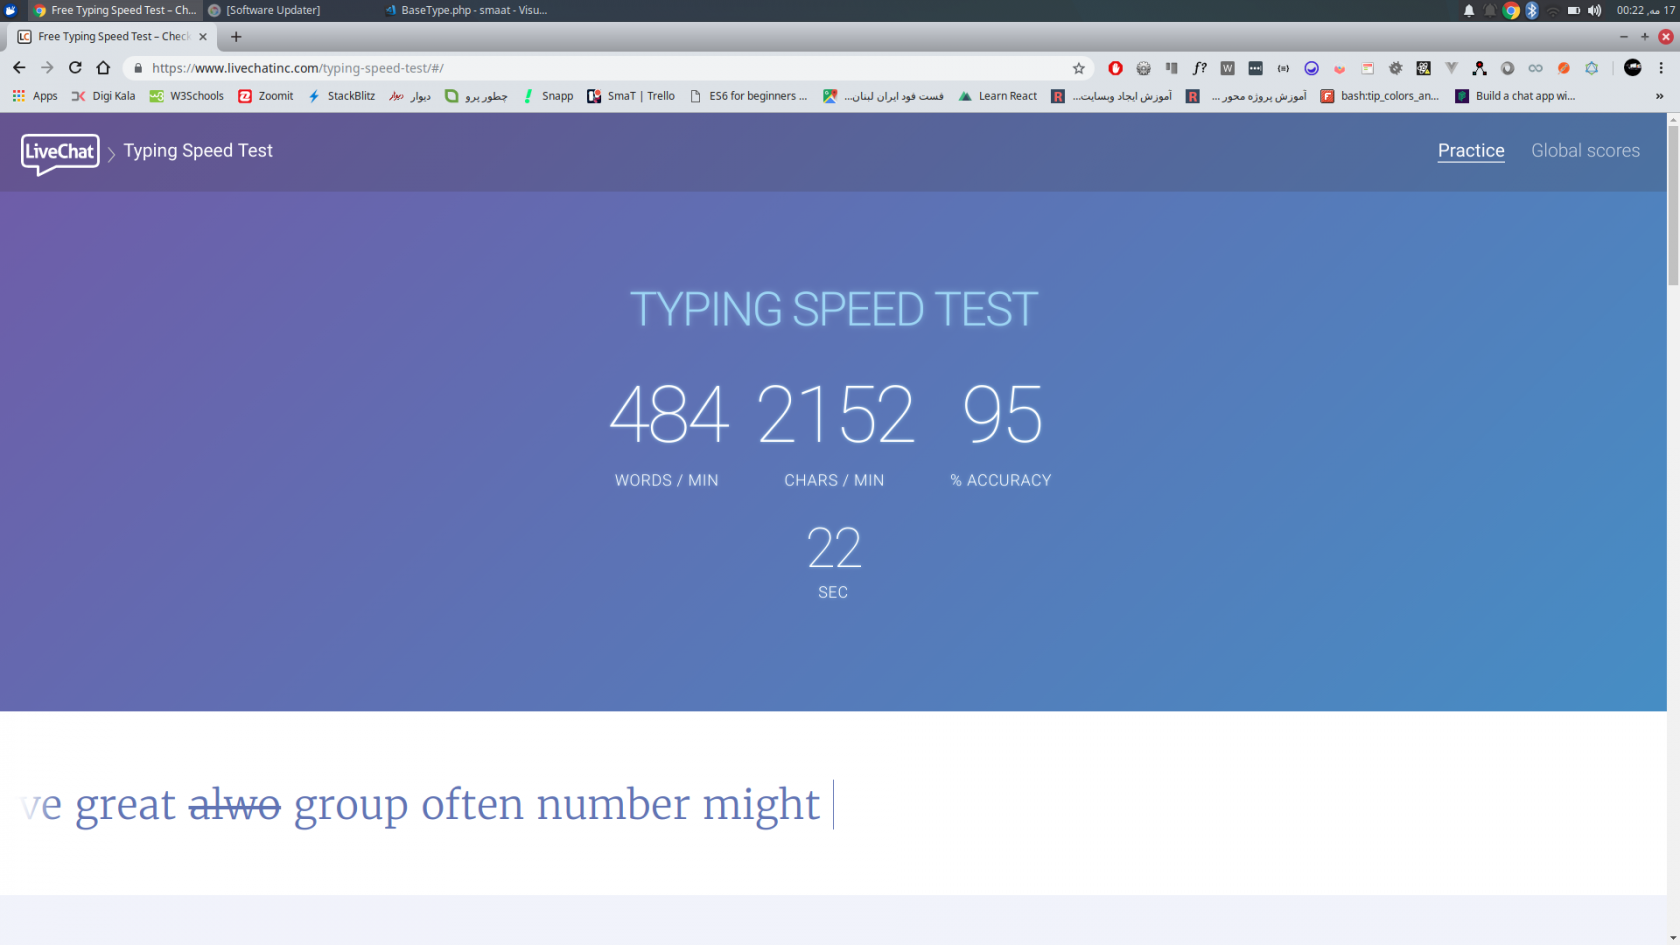 Free Typing Speed Test – Ch...
[Software Updater]
BaseType.php - smaat - Visu...
00:22 ,مه 17
Free Typing Speed Test – Check
https://www.livechatinc.com/typing-speed-test/#/
Apps
Digi Kala
W3Schools
Zoomit
StackBlitz
دیوار
چطور پرو
Snapp
SmaT | Trello
ES6 for beginners ...
فست فود ایران لبنان...
Learn React
آموزش ایجاد وبسایت...
آموزش پروژه محور ...
bash:tip_colors_an...
Build a chat app wi...
»
LiveChat
Typing Speed Test
Practice
Global scores
TYPING SPEED TEST
484 2152 95
WORDS / MIN CHARS / MIN % ACCURACY
22
SEC
ve great alwo group often number might